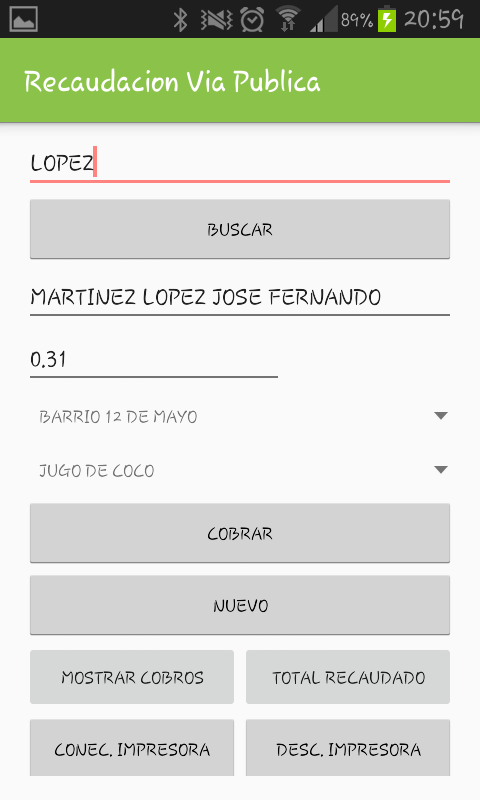 89% 20:59
Recaudacion Via Publica
LOPEZ
BUSCAR
MARTINEZ LOPEZ JOSE FERNANDO
0.31
BARRIO 12 DE MAYO
JUGO DE COCO
COBRAR
NUEVO
MOSTRAR COBROS TOTAL RECAUDADO
CONEC. IMPRESORA DESC. IMPRESORA